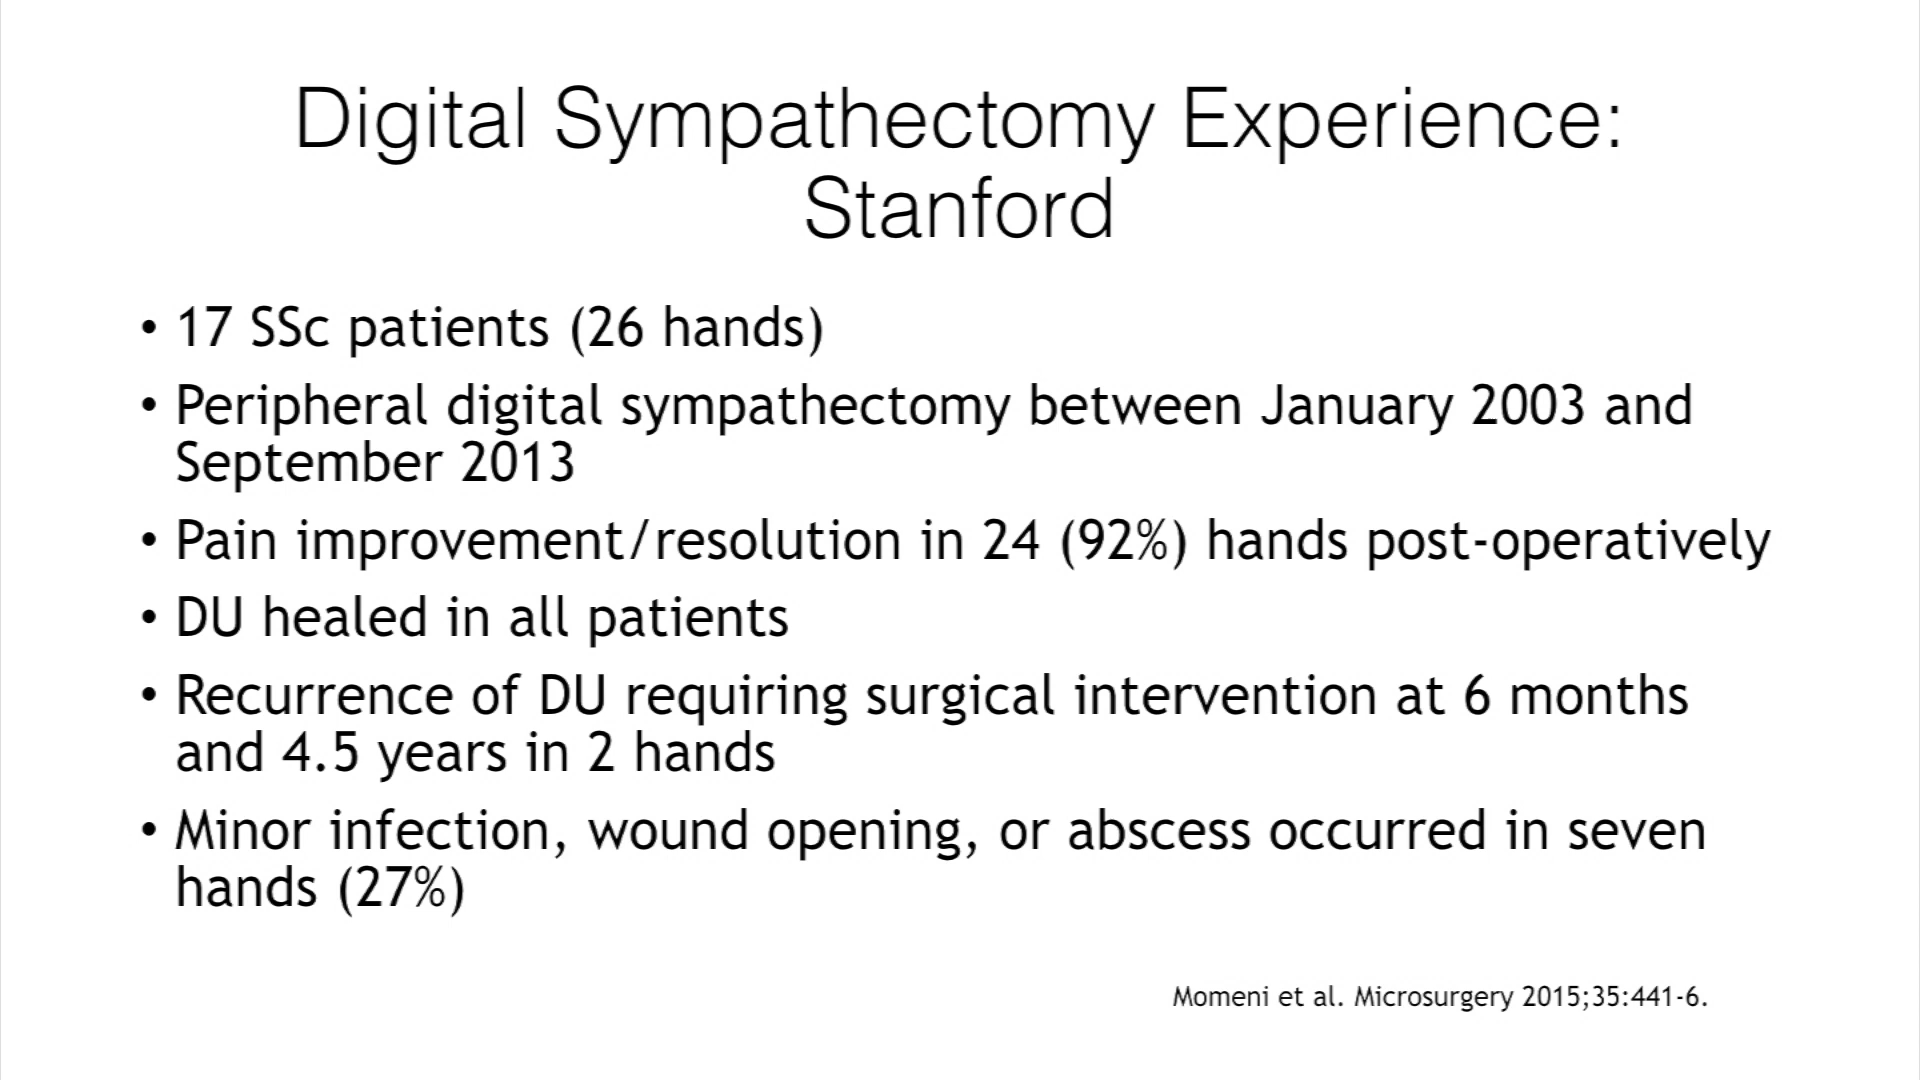 Digital Sympathectomy Experience:
Stanford
• 17 SSc patients (26 hands)
• Peripheral digital sympathectomy between January 2003 and
September 2013
• Pain improvement/resolution in 24 (92%) hands post-operatively
• DU healed in all patients
• Recurrence of DU requiring surgical intervention at 6 months
and 4.5 years in 2 hands
• Minor infection, wound opening, or abscess occurred in seven
hands (27%)
Momeni et al. Microsurgery 2015;35:441-6.